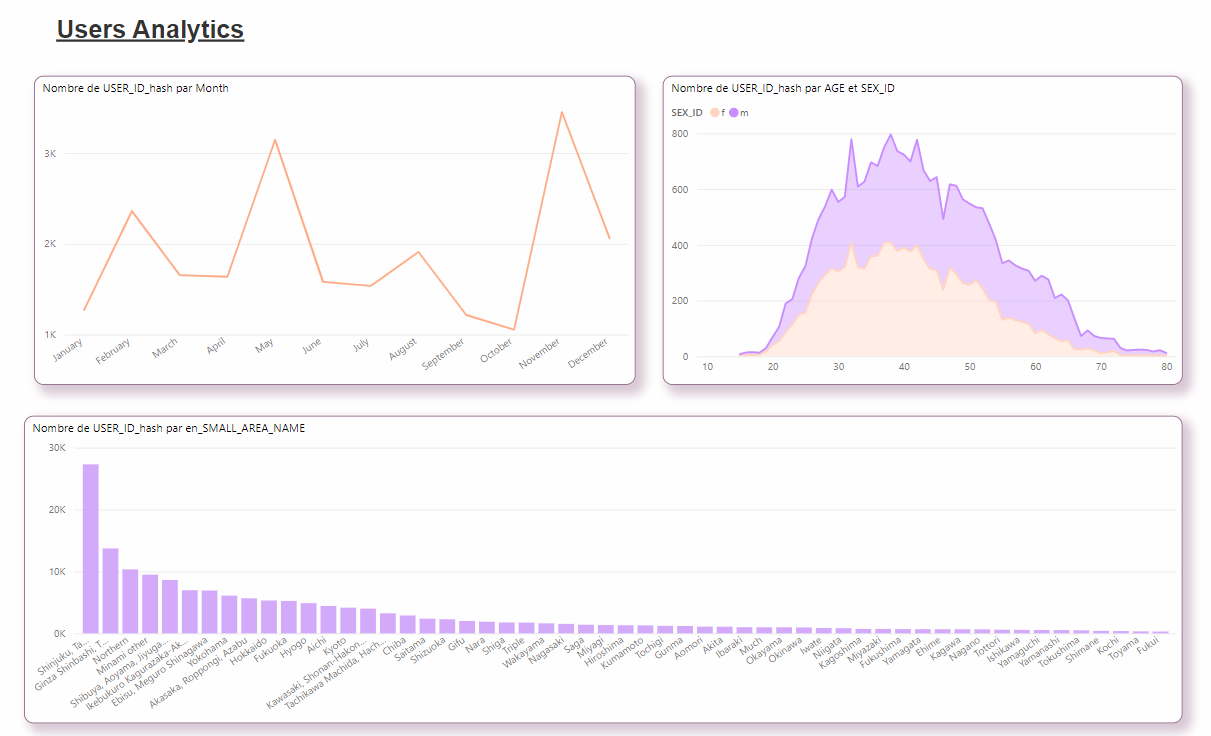 Users Analytics
Nombre de USER_ID_hash par Month
3K
2K
1K
January
February
March
April
May
June
July
August
September
October
November
December
Nombre de USER_ID_hash par AGE et SEX_ID
SEX_ID f m
800
600
400
200
0
10 20 30 40 50 60 70 80
Nombre de USER_ID_hash par en_SMALL_AREA_NAME
30K
20K
10K
0K
Shinjuku, Ta...
Ginza Shinbashi, T...
Northern
Minami other
Shibuya, Aoyama, Jiyuga...
Ikebukuro Kagurazaka-Ak...
Ebisu, Meguro Shinagawa
Yokohama
Akasaka, Roppongi, Azabu
Hokkaido
Fukuoka
Hyogo
Aichi
Kyoto
Kawasaki, Shonan-Hakon...
Tachikawa Machida, Hach...
Chiba
Saitama
Shizuoka
Gifu
Nara
Shiga
Triple
Wakayama
Nagasaki
Saga
Miyagi
Hiroshima
Kumamoto
Tochigi
Gunma
Aomori
Akita
Ibaraki
Much
Okayama
Okinawa
Iwate
Niigata
Kagoshima
Miyazaki
Fukushima
Yamagata
Ehime
Kagawa
Nagano
Tottori
Ishikawa
Yamaguchi
Yamanashi
Tokushima
Shimane
Kochi
Toyama
Fukui